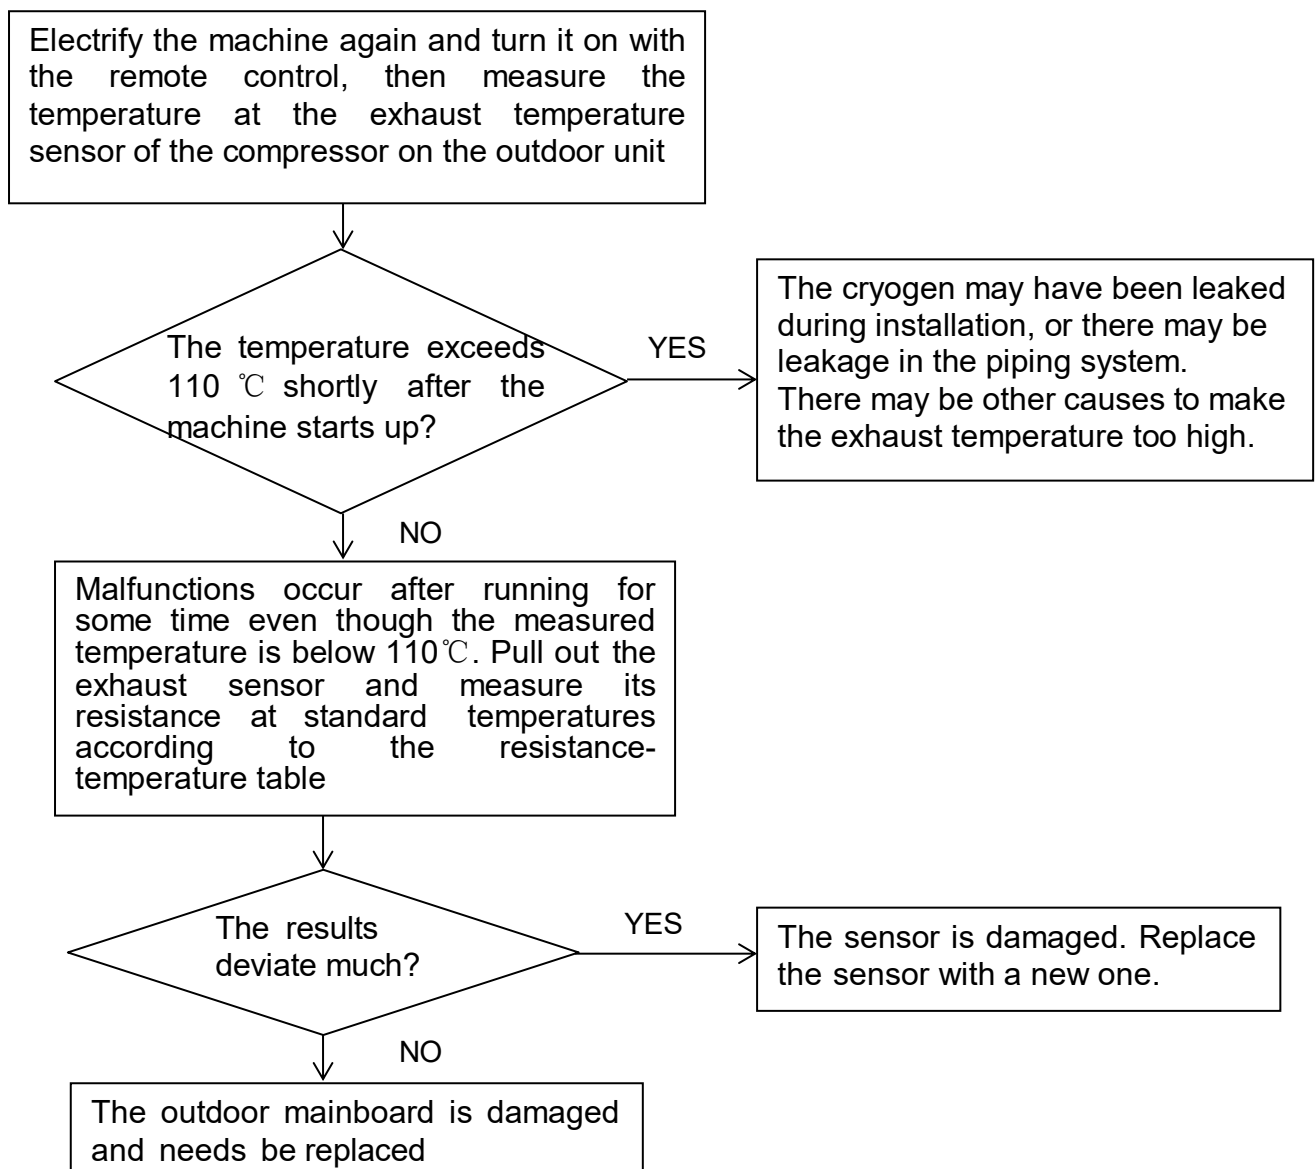 Electrify the machine again and turn it on with
the remote control, then measure the
temperature at the exhaust temperature
sensor of the compressor on the outdoor unit
The temperature exceeds
110 ℃ shortly after the
machine starts up?
YES
The cryogen may have been leaked
during installation, or there may be
leakage in the piping system.
There may be other causes to make
the exhaust temperature too high.
NO
Malfunctions occur after running for
some time even though the measured
temperature is below 110℃. Pull out the
exhaust sensor and measure its
resistance at standard temperatures
according to the resistance-
temperature table
The results
deviate much?
YES
The sensor is damaged. Replace
the sensor with a new one.
NO
The outdoor mainboard is damaged
and needs be replaced